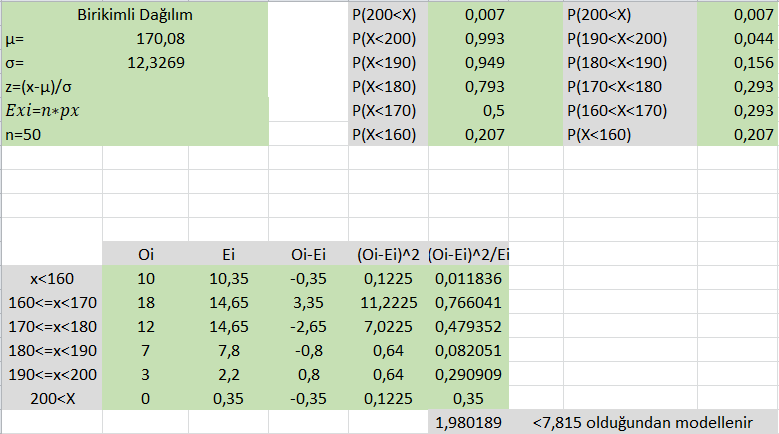 Birikimli Dağılım P(200<X) 0,007 P(200<X) 0,007
μ= 170,08 P(X<200) 0,993 P(190<X<200) 0,044
σ= 12,3269 P(X<190) 0,949 P(180<X<190) 0,156
z=(x-μ)/σ P(X<180) 0,793 P(170<X<180 0,293
Exi=n*px P(X<170) 0,5 P(160<X<170) 0,293
n=50 P(X<160) 0,207 P(X<160) 0,207
Oi Ei Oi-Ei (Oi-Ei)^2 (Oi-Ei)^2/Ei
x<160 10 10,35 -0,35 0,1225 0,011836
160<=x<170 18 14,65 3,35 11,2225 0,766041
170<=x<180 12 14,65 -2,65 7,0225 0,479352
180<=x<190 7 7,8 -0,8 0,64 0,082051
190<=x<200 3 2,2 0,8 0,64 0,290909
200<X 0 0,35 -0,35 0,1225 0,35
1,980189 <7,815 olduğundan modellenir